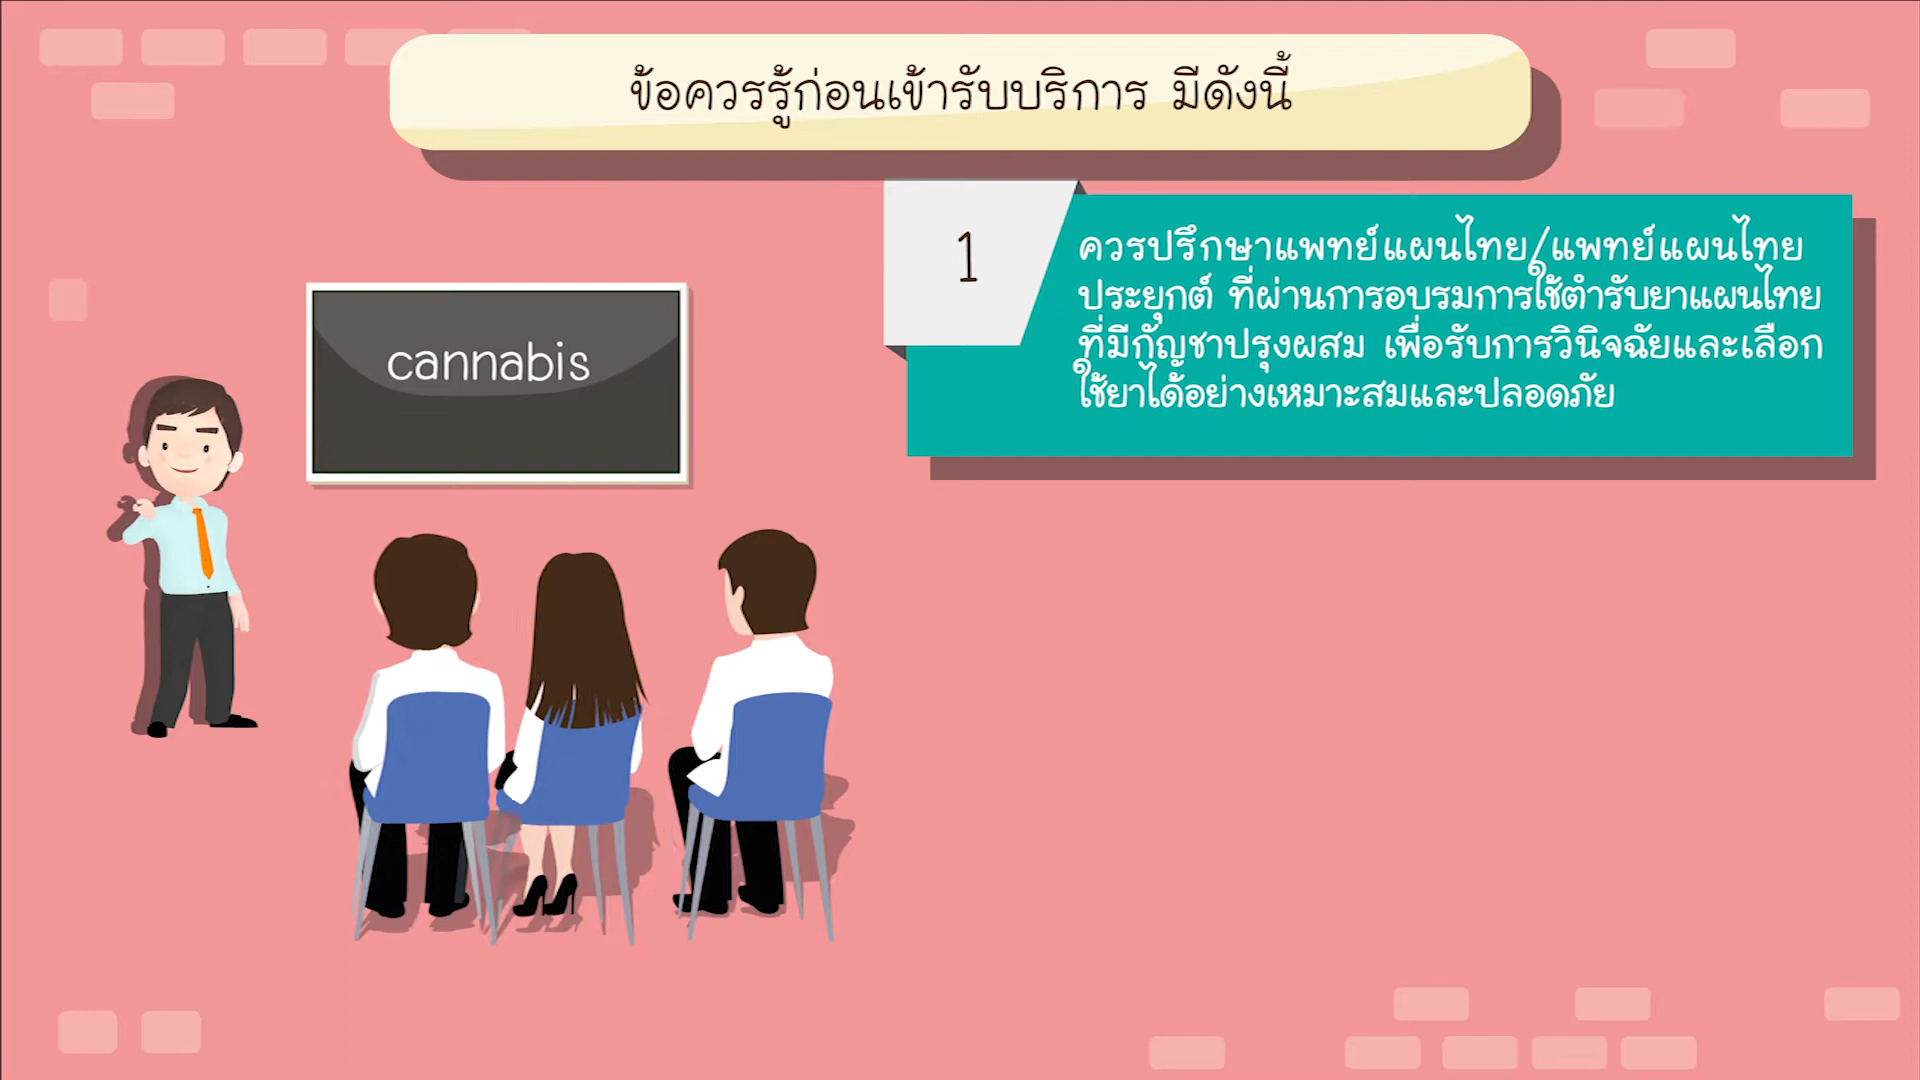 ข้อควรรู้ก่อนเข้ารับบริการ มีดังนี้
1
ควรปรึกษาแพทย์แผนไทย/แพทย์แผนไทย
ประยุกต์ ที่ผ่านการอบรมการใช้ตำรับยาแผนไทย
ที่มีกัญชาปรุงผสม เพื่อรับการวินิจฉัยและเลือก
ใช้ยาได้อย่างเหมาะสมและปลอดภัย
cannabis